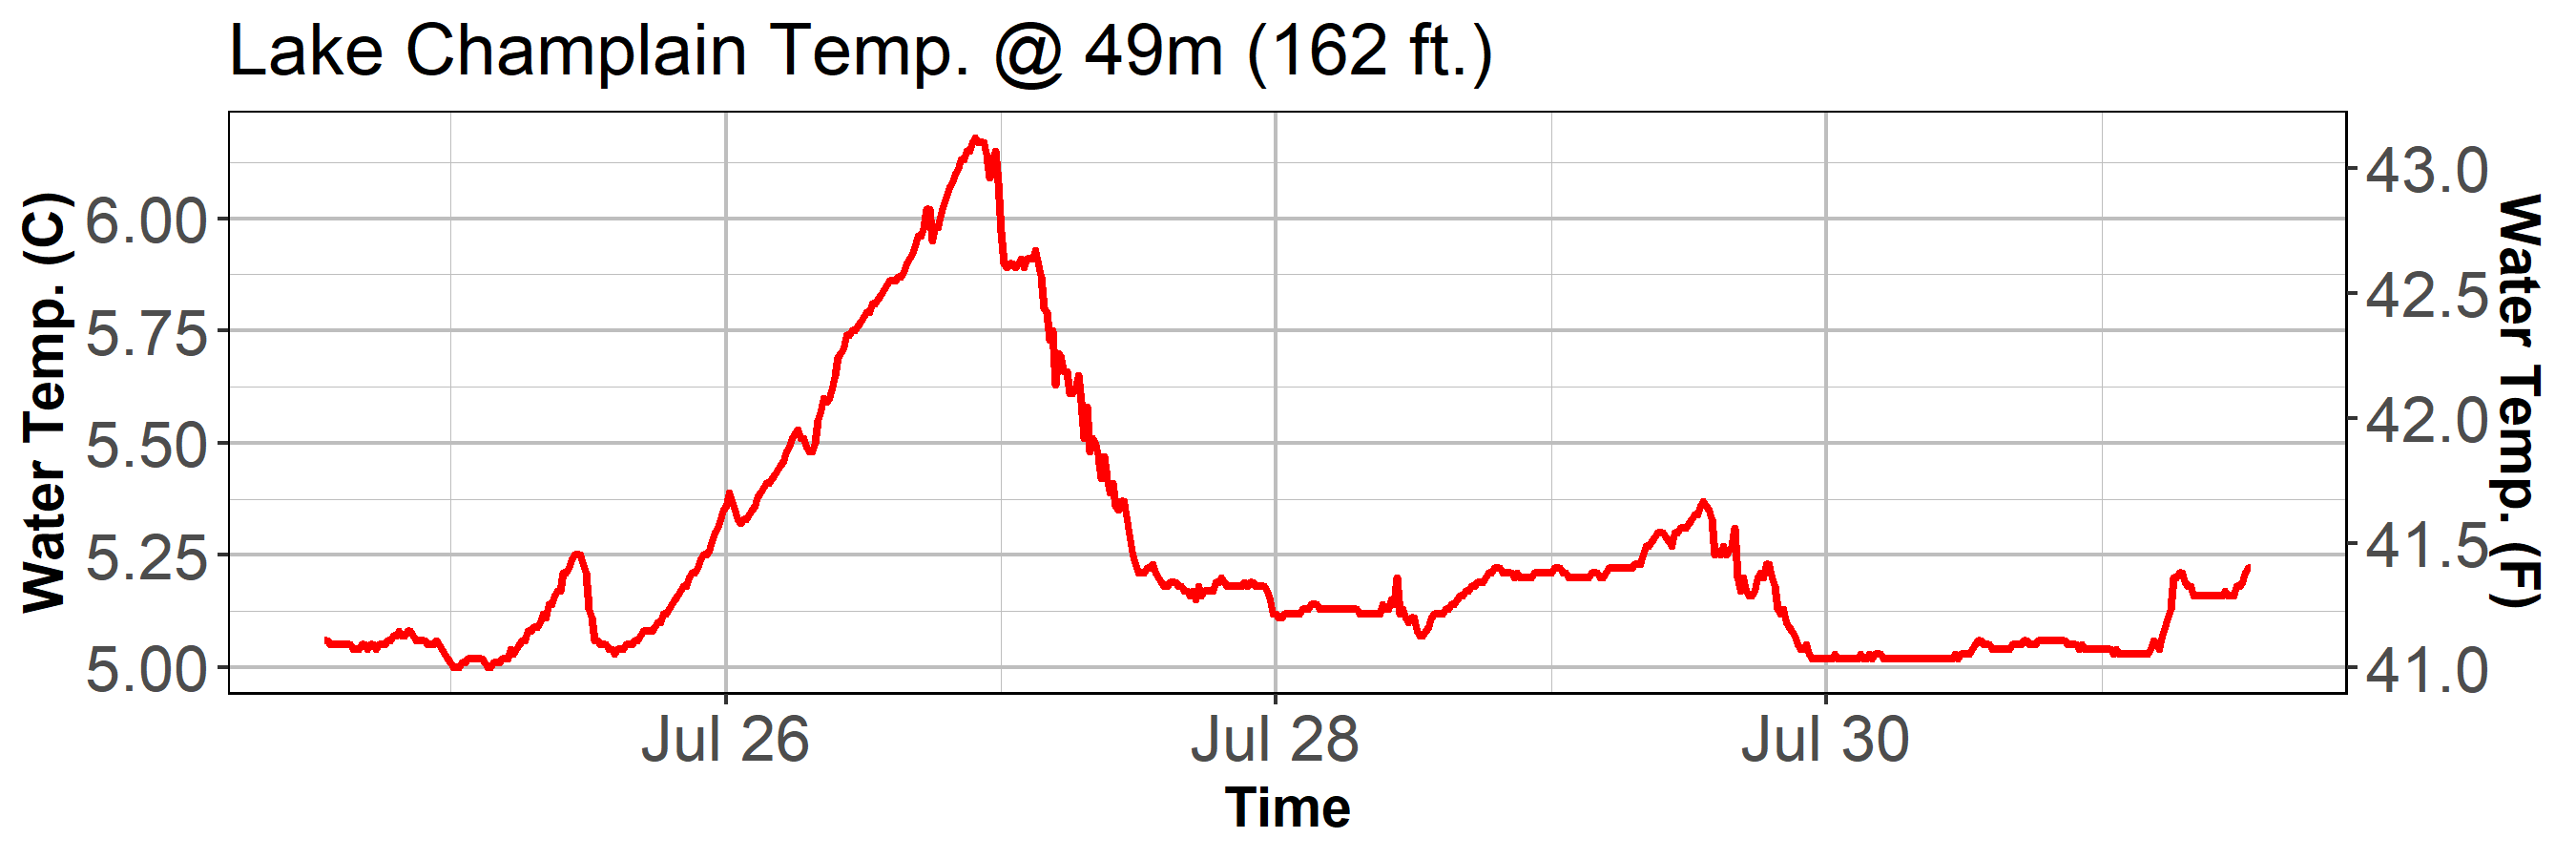 Lake Champlain Temp. @ 49m (162 ft.)
Water Temp. (C)
6.00
5.75
5.50
5.25
5.00
43.0
42.5
42.0
41.5
41.0
Water Temp. (F)
Jul 26 Jul 28 Jul 30
Time